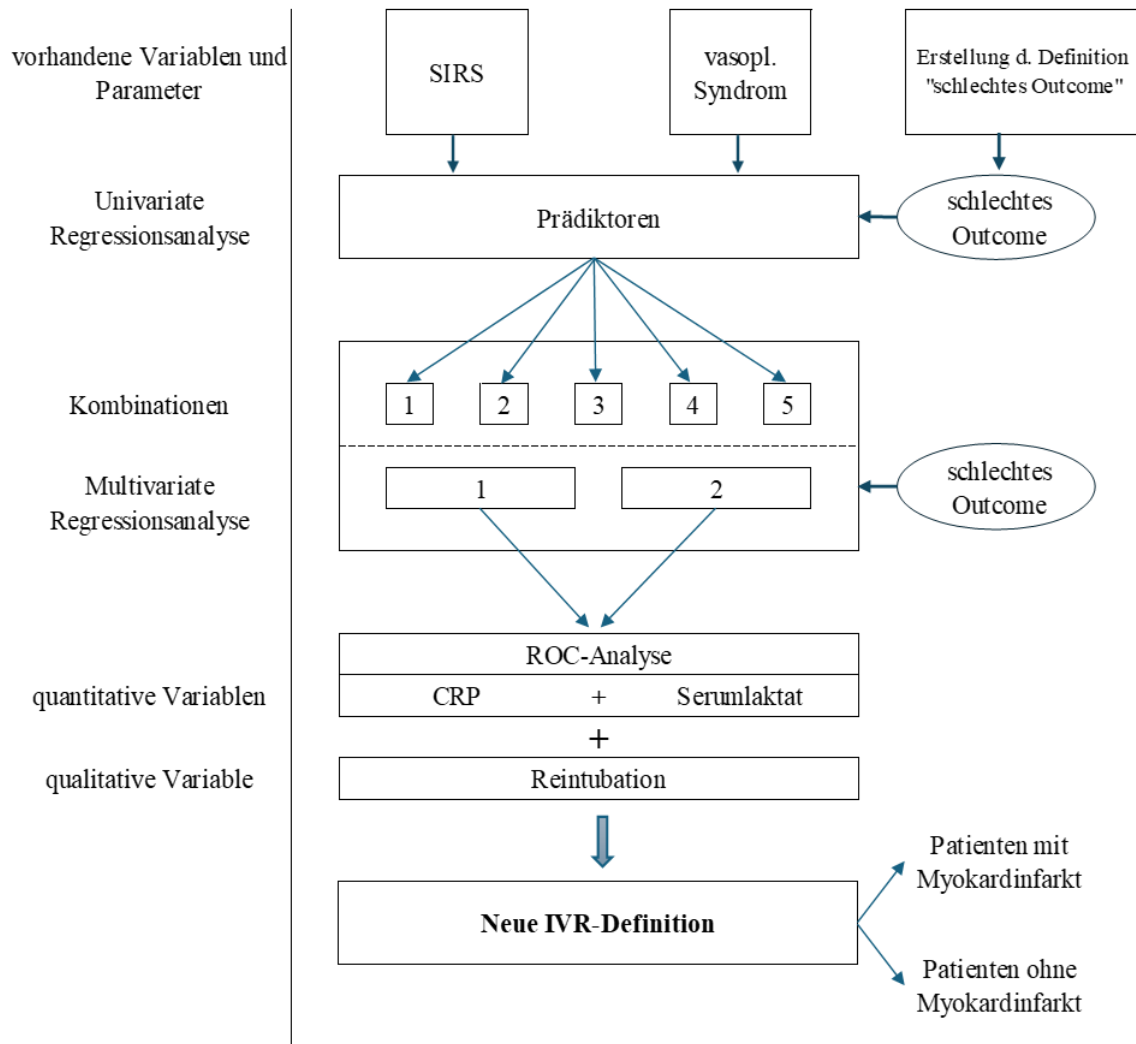 vorhandene Variablen und
Parameter
SIRS
vasopl.
Syndrom
Erstellung d. Definition
"schlechtes Outcome"
Univariate
Regressionsanalyse
Prädiktoren
schlechtes
Outcome
Kombinationen
1 2 3 4 5
Multivariate
Regressionsanalyse
1 2
schlechtes
Outcome
ROC-Analyse
quantitative Variablen
CRP + Serumlaktat
+
qualitative Variable
Reintubation
Neue IVR-Definition
Patienten mit
Myokardinfarkt
Patienten ohne
Myokardinfarkt